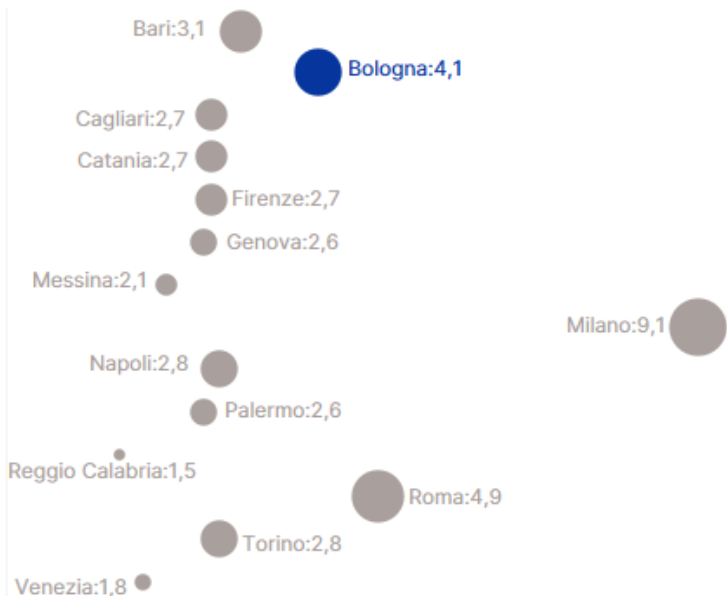 Bari:3,1
Bologna:4,1
Cagliari:2,7
Catania:2,7
Firenze:2,7
Genova:2,6
Messina:2,1
Milano:9,1
Napoli:2,8
Palermo:2,6
Reggio Calabria:1,5
Roma:4,9
Torino:2,8
Venezia:1,8